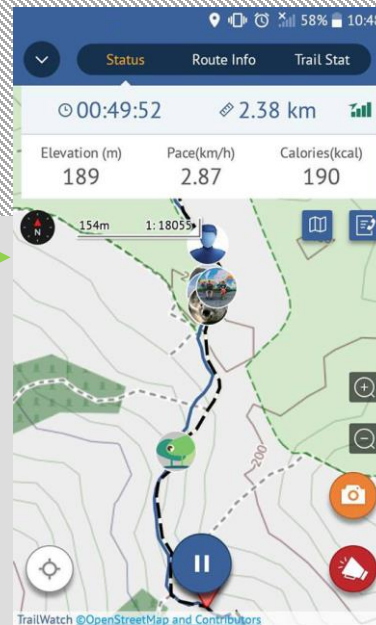 58% 10:48
Status Route Info Trail Stat
00:49:52 2.38 km
Elevation (m) Pace(km/h) Calories(kcal)
189 2.87 190
N 154m 1: 18055
200
TrailWatch ©OpenStreetMap and Contributors